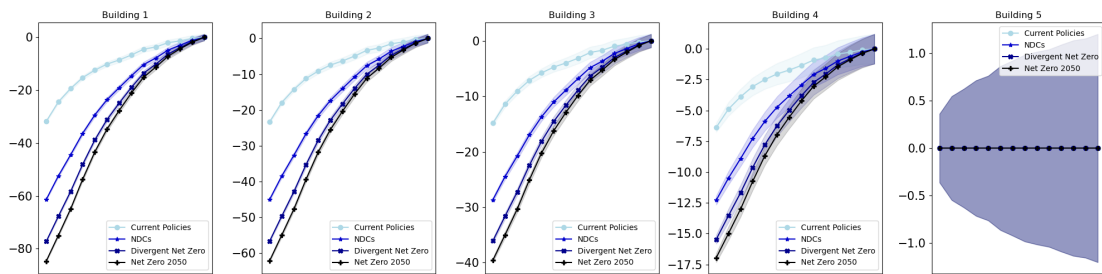 Building 1
0
−20
−40
−60
−80
Current Policies
NDCs
Divergent Net Zero
Net Zero 2050
Building 2
0
−10
−20
−30
−40
−50
−60
Current Policies
NDCs
Divergent Net Zero
Net Zero 2050
Building 3
0
−10
−20
−30
−40
Current Policies
NDCs
Divergent Net Zero
Net Zero 2050
Building 4
0.0
−2.5
−5.0
−7.5
−10.0
−12.5
−15.0
−17.5
Current Policies
NDCs
Divergent Net Zero
Net Zero 2050
Building 5
1.0
0.5
0.0
−0.5
−1.0
Current Policies
NDCs
Divergent Net Zero
Net Zero 2050